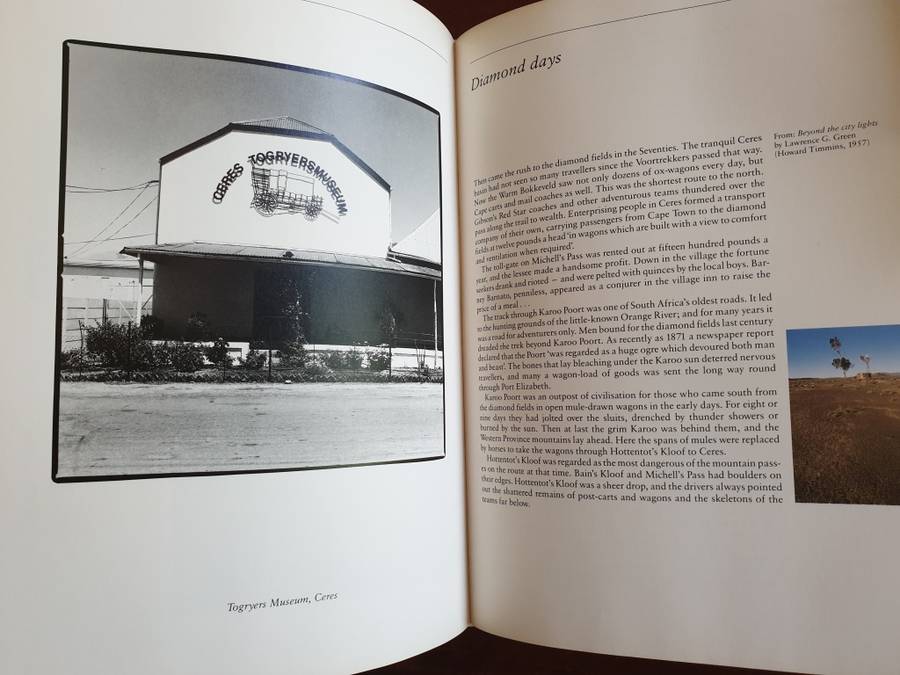 CERES TOGRYERSMUSEUM
Togryers Museum, Ceres
Diamond days
Then came the rush to the diamond fields in the Seventies. The tranquil Ceres
basin had not seen so many travellers since the Voortrekkers passed that way.
Now the Warm Bokkeveld saw not only dozens of ox-wagons every day, but
Cape carts and mail coaches as well. This was the shortest route to the north.
Gibson's Red Star coaches and other adventurous teams thundered over the
pass along the trail to wealth. Enterprising people in Ceres formed a transport
company of their own, carrying passengers from Cape Town to the diamond
fields at twelve pounds a head 'in wagons which are built with a view to comfort
and ventilation when required'.
The toll-gate on Michell's Pass was rented out at fifteen hundred pounds a
year, and the lessee made a handsome profit. Down in the village the fortune
seekers drank and rioted – and were pelted with quinces by the local boys. Bar-
ney Barnato, penniless, appeared as a conjurer in the village inn to raise the
price of a meal . . .
The track through Karoo Poort was one of South Africa's oldest roads. It led
to the hunting grounds of the little-known Orange River; and for many years it
was a road for adventurers only. Men bound for the diamond fields last century
dreaded the trek beyond Karoo Poort. As recently as 1871 a newspaper report
declared that the Poort 'was regarded as a huge ogre which devoured both man
and beast'. The bones that lay bleaching under the Karoo sun deterred nervous
travellers, and many a wagon-load of goods was sent the long way round
through Port Elizabeth.
Karoo Poort was an outpost of civilisation for those who came south from
the diamond fields in open mule-drawn wagons in the early days. For eight or
nine days they had jolted over the sluits, drenched by thunder showers or
burned by the sun. Then at last the grim Karoo was behind them, and the
Western Province mountains lay ahead. Here the spans of mules were replaced
by horses to take the wagons through Hottentot's Kloof to Ceres.
Hottentot's Kloof was regarded as the most dangerous of the mountain pass-
es on the route at that time. Bain's Kloof and Michell's Pass had boulders on
their edges. Hottentot's Kloof was a sheer drop, and the drivers always pointed
out the shattered remains of post-carts and wagons and the skeletons of the
teams far below.
From: Beyond the city lights
by Lawrence G. Green
(Howard Timmins, 1957)